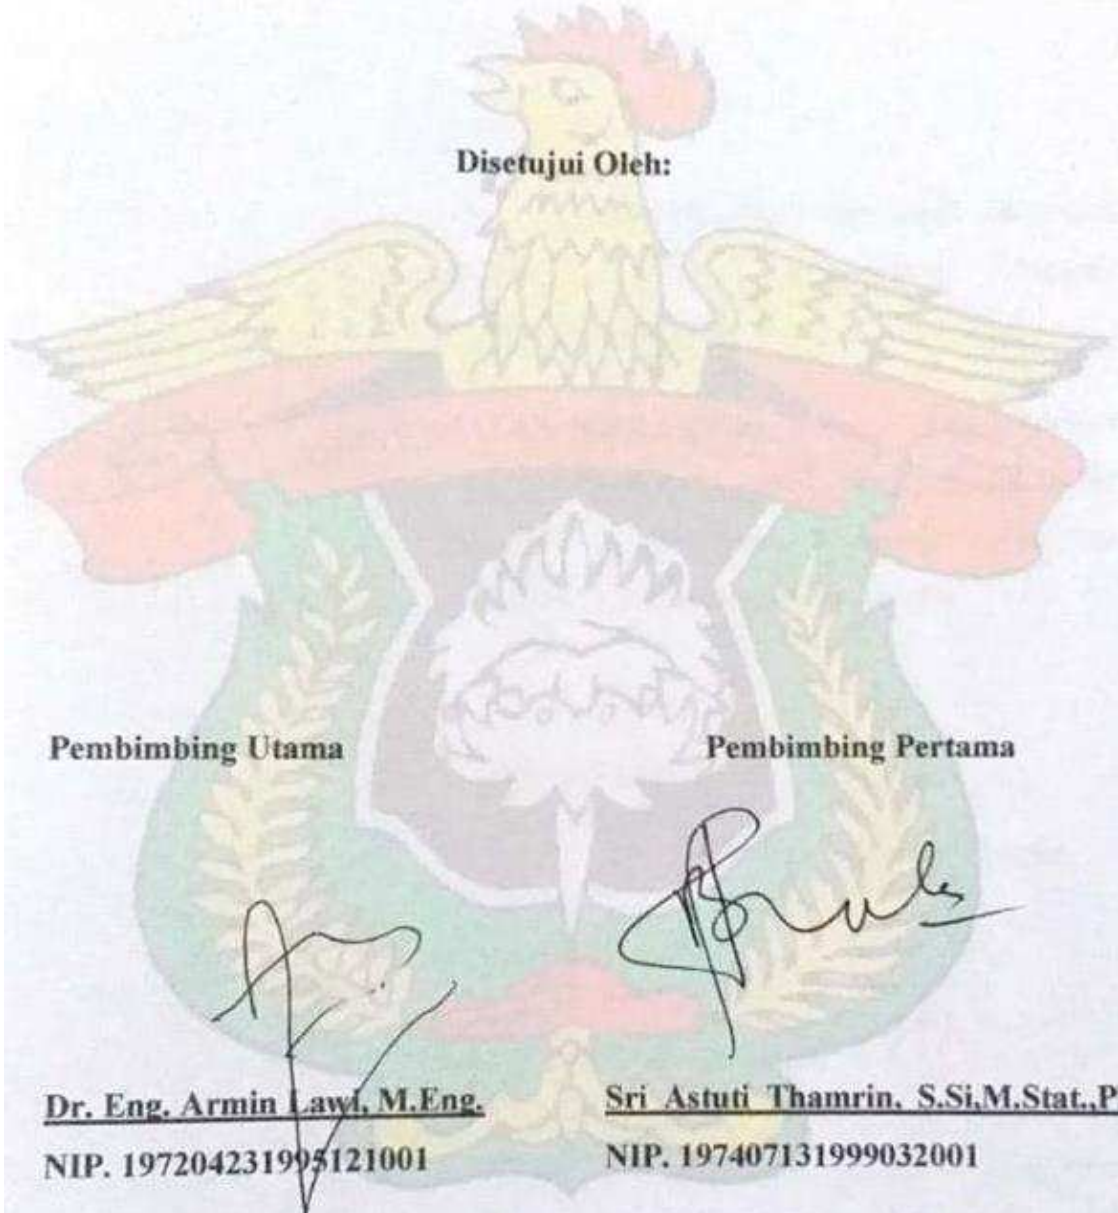 Disetujui Oleh:
Pembimbing Utama
Pembimbing Pertama
Dr. Eng. Armin Lawi, M.Eng.
Sri Astuti Thamrin, S.Si,M.Stat.,P
NIP. 197204231995121001
NIP. 197407131999032001